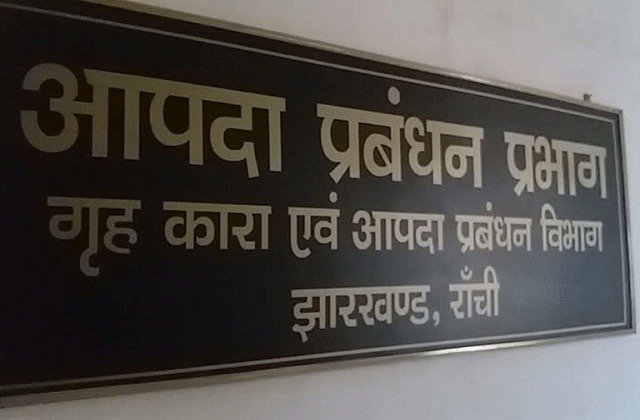 आपदा प्रबंधन प्रभाग
गृह कारा एवं आपदा प्रबंधन विभाग
झारखण्ड, राँची